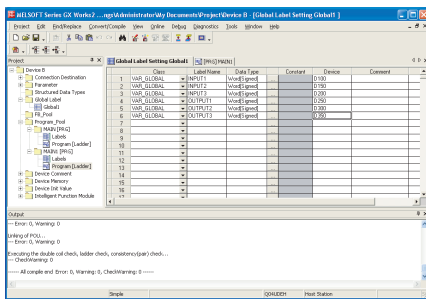 MELSOFT Series GX Works2 ...ngs\Administrator\My Documents\Project\Device B - [Global Label Setting Global1 ]
Project Edit Find/Replace Convert/Compile View Online Debug Diagnostics Tools Window Help
Project
Global Label Setting Global1 [PRG] MAIN1
Device B
Connection Destination
Parameter
Structured Data Types
Global Label
Global1
FB_Pool
Program_Pool
MAIN [PRG]
Labels
Program [Ladder]
MAIN1 [PRG]
Labels
Program [Ladder]
Device Comment
Device Memory
Device Init Value
Intelligent Function Module
Class Label Name Data Type Constant Device Comment
1 VAR_GLOBAL INPUT1 Word[Signed] ... D100
2 VAR_GLOBAL INPUT2 Word[Signed] ... D150
3 VAR_GLOBAL INPUT3 Word[Signed] ... D200
4 VAR_GLOBAL OUTPUT1 Word[Signed] ... D250
5 VAR_GLOBAL OUTPUT2 Word[Signed] ... D300
6 VAR_GLOBAL OUTPUT3 Word[Signed] ... D350
7
8
9
10
11
12
13
14
15
16
Output
--- Error: 0, Warning: 0
Linking of POU...
--- Error: 0, Warning: 0
Executing the double coil check, ladder check, consistency(pair) check...
--- CheckWarning: 0
------ All compile end Error: 0, Warning: 0, CheckWarning: 0 ------
Simple Q04UDEH Host Station